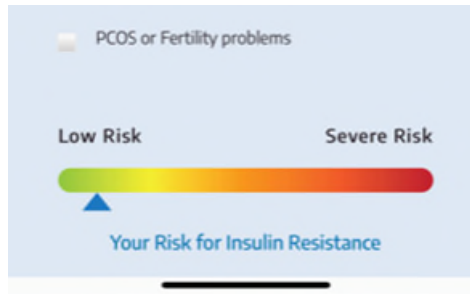 PCOS or Fertility problems
Low Risk Severe Risk
Your Risk for Insulin Resistance